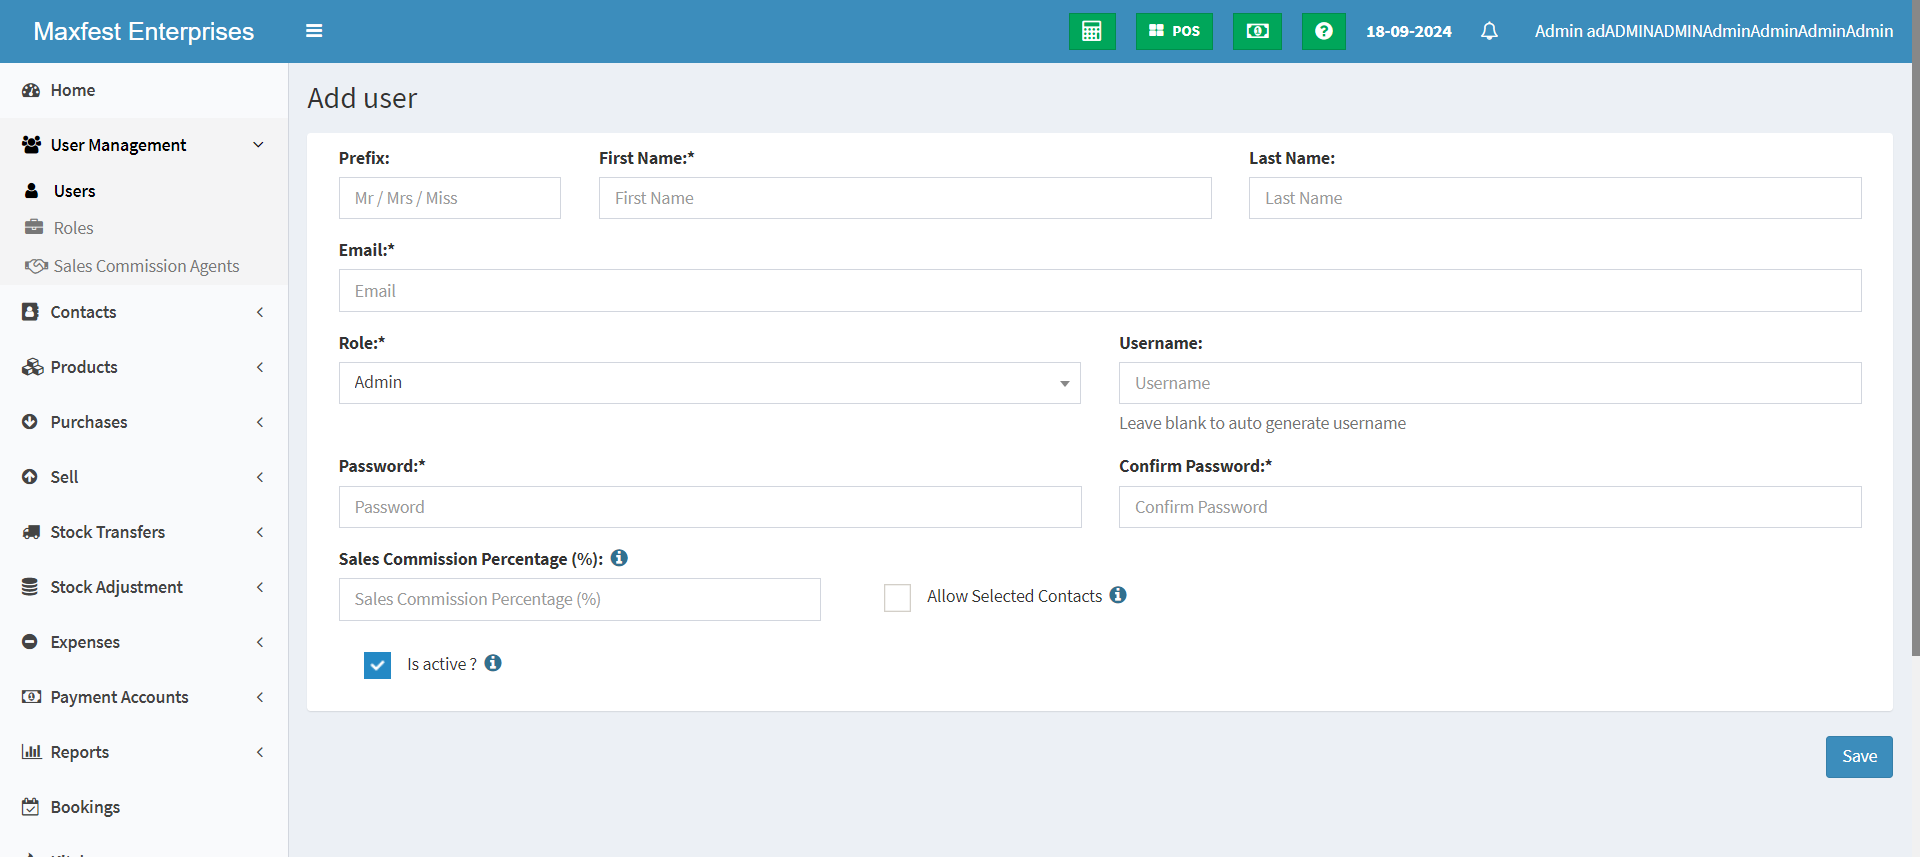 Maxfest Enterprises
POS
18-09-2024
Admin adADMINADMINAdminAdminAdminAdmin
Home
User Management
Users
Roles
Sales Commission Agents
Contacts
Products
Purchases
Sell
Stock Transfers
Stock Adjustment
Expenses
Payment Accounts
Reports
Bookings
Add user
Prefix: First Name:* Last Name:
Mr / Mrs / Miss First Name Last Name
Email:*
Email
Role:* Username:
Admin Username
Leave blank to auto generate username
Password:* Confirm Password:*
Password Confirm Password
Sales Commission Percentage (%):
Sales Commission Percentage (%) Allow Selected Contacts
Is active ?
Save